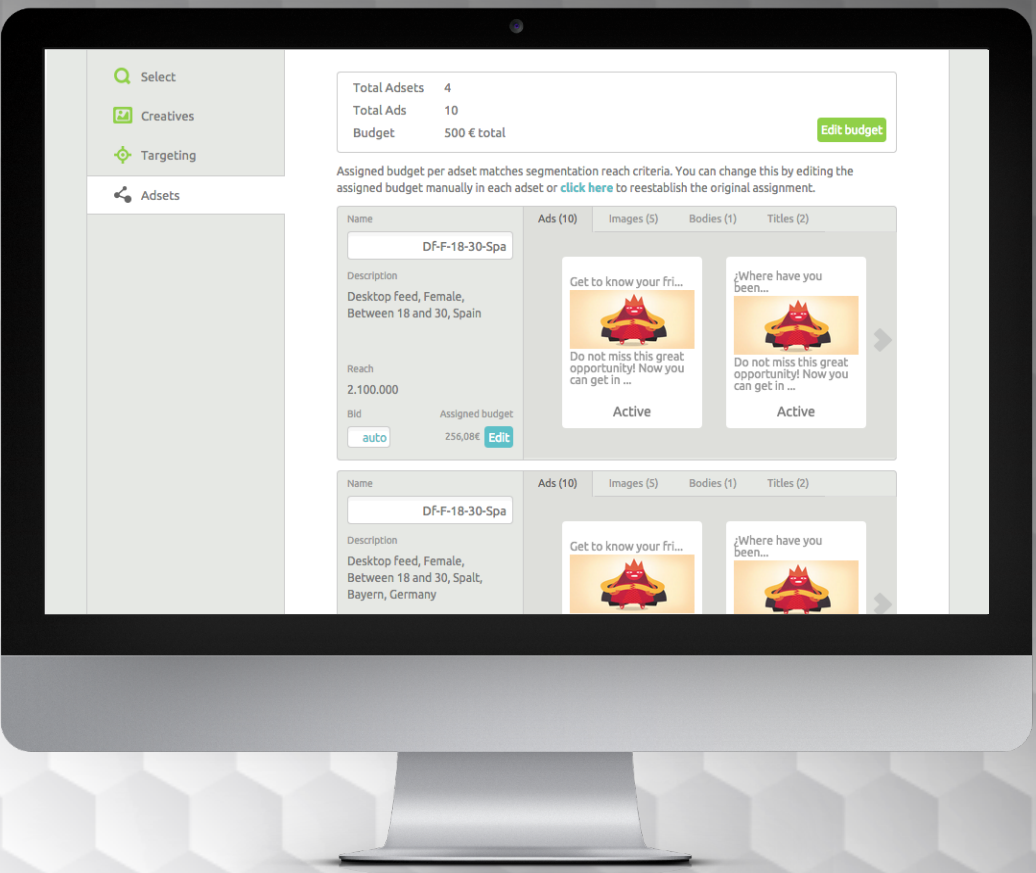 Select
Creatives
Targeting
Adsets
Total Adsets 4
Total Ads 10
Budget 500 € total
Edit budget
Assigned budget per adset matches segmentation reach criteria. You can change this by editing the
assigned budget manually in each adset or click here to reestablish the original assignment.
Name
Df-F-18-30-Spa
Description
Desktop feed, Female,
Between 18 and 30, Spain
Reach
2.100.000
Bid Assigned budget
auto 256,08€ Edit
Ads (10) Images (5) Bodies (1) Titles (2)
Get to know your fri...
Do not miss this great
opportunity! Now you
can get in ...
Active
¿Where have you
been...
Do not miss this great
opportunity! Now you
can get in ...
Active
Name
Df-F-18-30-Spa
Description
Desktop feed, Female,
Between 18 and 30, Spalt,
Bayern, Germany
Ads (10) Images (5) Bodies (1) Titles (2)
Get to know your fri...
¿Where have you
been...